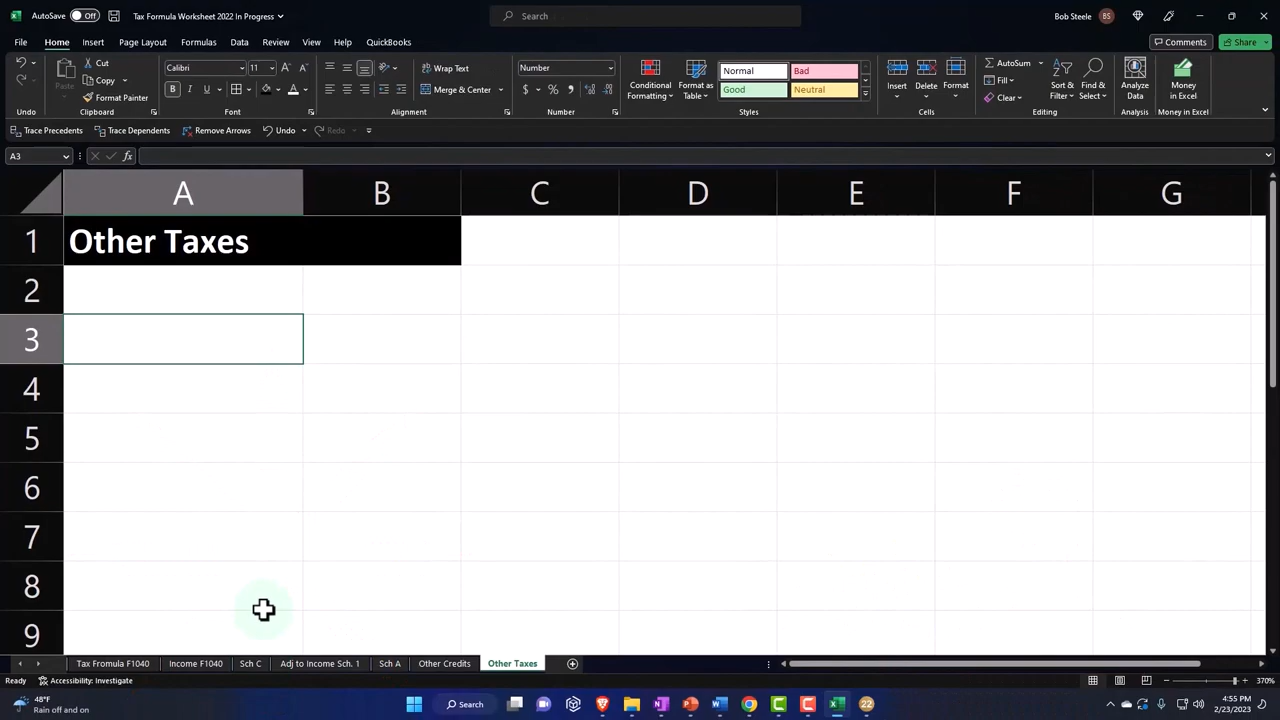 AutoSave Off Tax Formula Worksheet 2022 In Progress Search Bob Steele BS
File Home Insert Page Layout Formulas Data Review View Help QuickBooks Comments Share
Paste Cut Copy Format Painter
Calibri 11 B I U A A
Wrap Text Merge & Center
Number $ % ,
Conditional Formatting Format as Table
Normal Bad Good Neutral
Insert Delete Format
AutoSum Fill Clear Sort & Filter Find & Select
Analyze Data Money in Excel
Undo Clipboard Font Alignment Number Styles Cells Editing Analysis Money in Excel
Trace Precedents Trace Dependents Remove Arrows Undo Redo
A3 fx
A B C D E F G
1 Other Taxes
2
3
4
5
6
7
8
9
Tax Fromula F1040 Income F1040 Sch C Adj to Income Sch. 1 Sch A Other Credits Other Taxes
Ready Accessibility: Investigate 370%
48°F
Rain off and on
Search
22
4:55 PM
2/23/2023